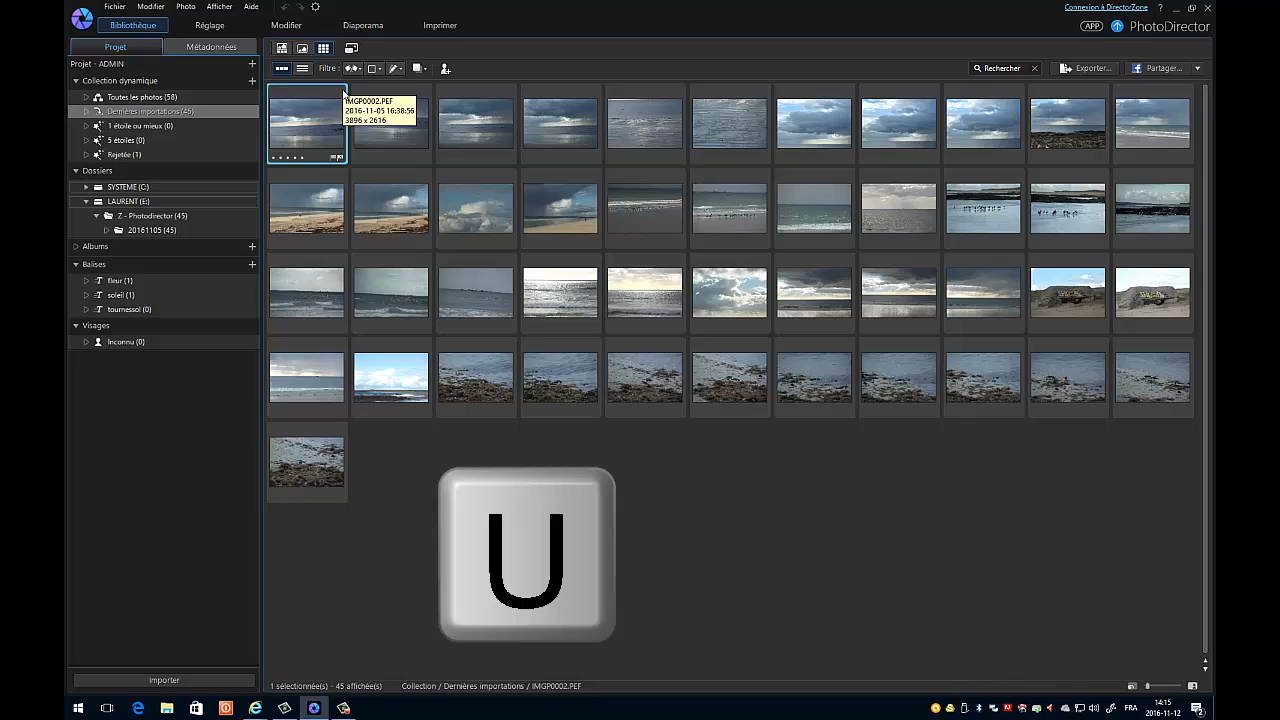 Fichier Modifier Photo Réglage Afficher Aide
Connexion à DirectorZone ?
Bibliothèque Réglage Modifier Diaporama Imprimer
APP PhotoDirector
Projet Métadonnées
Projet - ADMIN
Filtre :
Rechercher
Exporter...
Partager...
Collection dynamique
Toutes les photos (58)
Dernières importations (45)
1 étoile ou mieux (0)
5 étoiles (0)
Rejetée (1)
Dossiers
SYSTEME (C:)
LAURENT (E:)
Z - Photodirector (45)
20161105 (45)
Albums
Balises
fleur (1)
soleil (1)
tournessol (0)
Visages
Inconnu (0)
IMGP0002.PEF
2016-11-05 16:38:56
3896 x 2616
U
Importer
1 sélectionnée(s) - 45 affichée(s)
Collection / Dernières importations / IMGP0002.PEF
FRA
14:15
2016-11-12